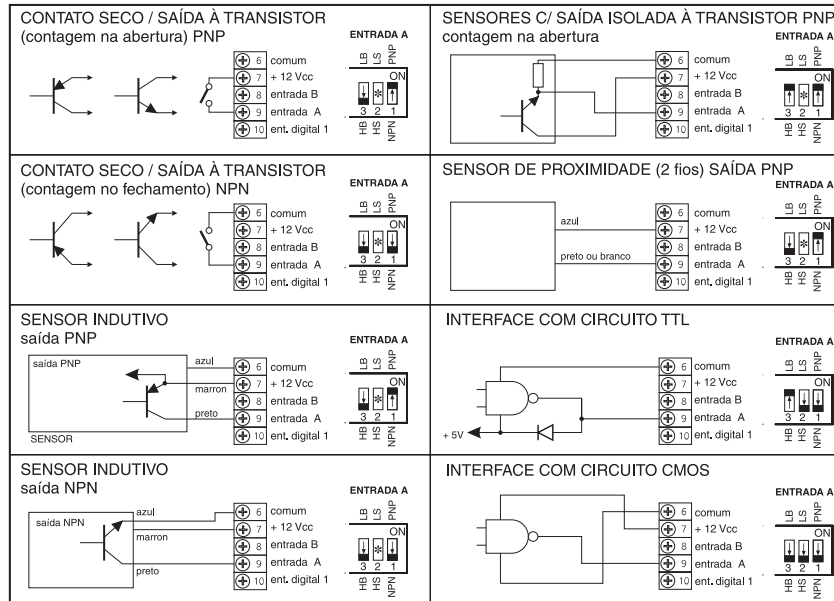 CONTATO SECO / SAÍDA À TRANSISTOR
(contagem na abertura) PNP
ENTRADA A
6 comum
7 + 12 Vcc
8 entrada B
9 entrada A
10 ent. digital 1
LB LS PNP
ON
3 2 1
HB HS NPN
SENSORES C/ SAÍDA ISOLADA À TRANSISTOR PNP
contagem na abertura
ENTRADA A
6 comum
7 + 12 Vcc
8 entrada B
9 entrada A
10 ent. digital 1
LB LS PNP
ON
3 2 1
HB HS NPN
CONTATO SECO / SAÍDA À TRANSISTOR
(contagem no fechamento) NPN
ENTRADA A
6 comum
7 + 12 Vcc
8 entrada B
9 entrada A
10 ent. digital 1
LB LS PNP
ON
3 2 1
HB HS NPN
SENSOR DE PROXIMIDADE (2 fios) SAÍDA PNP
ENTRADA A
azul
preto ou branco
6 comum
7 + 12 Vcc
8 entrada B
9 entrada A
10 ent. digital 1
LB LS PNP
ON
3 2 1
HB HS NPN
SENSOR INDUTIVO
saída PNP
ENTRADA A
saída PNP
azul
marron
preto
SENSOR
6 comum
7 + 12 Vcc
8 entrada B
9 entrada A
10 ent. digital 1
LB LS PNP
ON
3 2 1
HB HS NPN
INTERFACE COM CIRCUITO TTL
ENTRADA A
+ 5V
6 comum
7 + 12 Vcc
8 entrada B
9 entrada A
10 ent. digital 1
LB LS PNP
ON
3 2 1
HB HS NPN
SENSOR INDUTIVO
saída NPN
ENTRADA A
saída NPN
azul
marron
preto
6 comum
7 + 12 Vcc
8 entrada B
9 entrada A
10 ent. digital 1
LB LS PNP
ON
3 2 1
HB HS NPN
INTERFACE COM CIRCUITO CMOS
ENTRADA A
6 comum
7 + 12 Vcc
8 entrada B
9 entrada A
10 ent. digital 1
LB LS PNP
ON
3 2 1
HB HS NPN